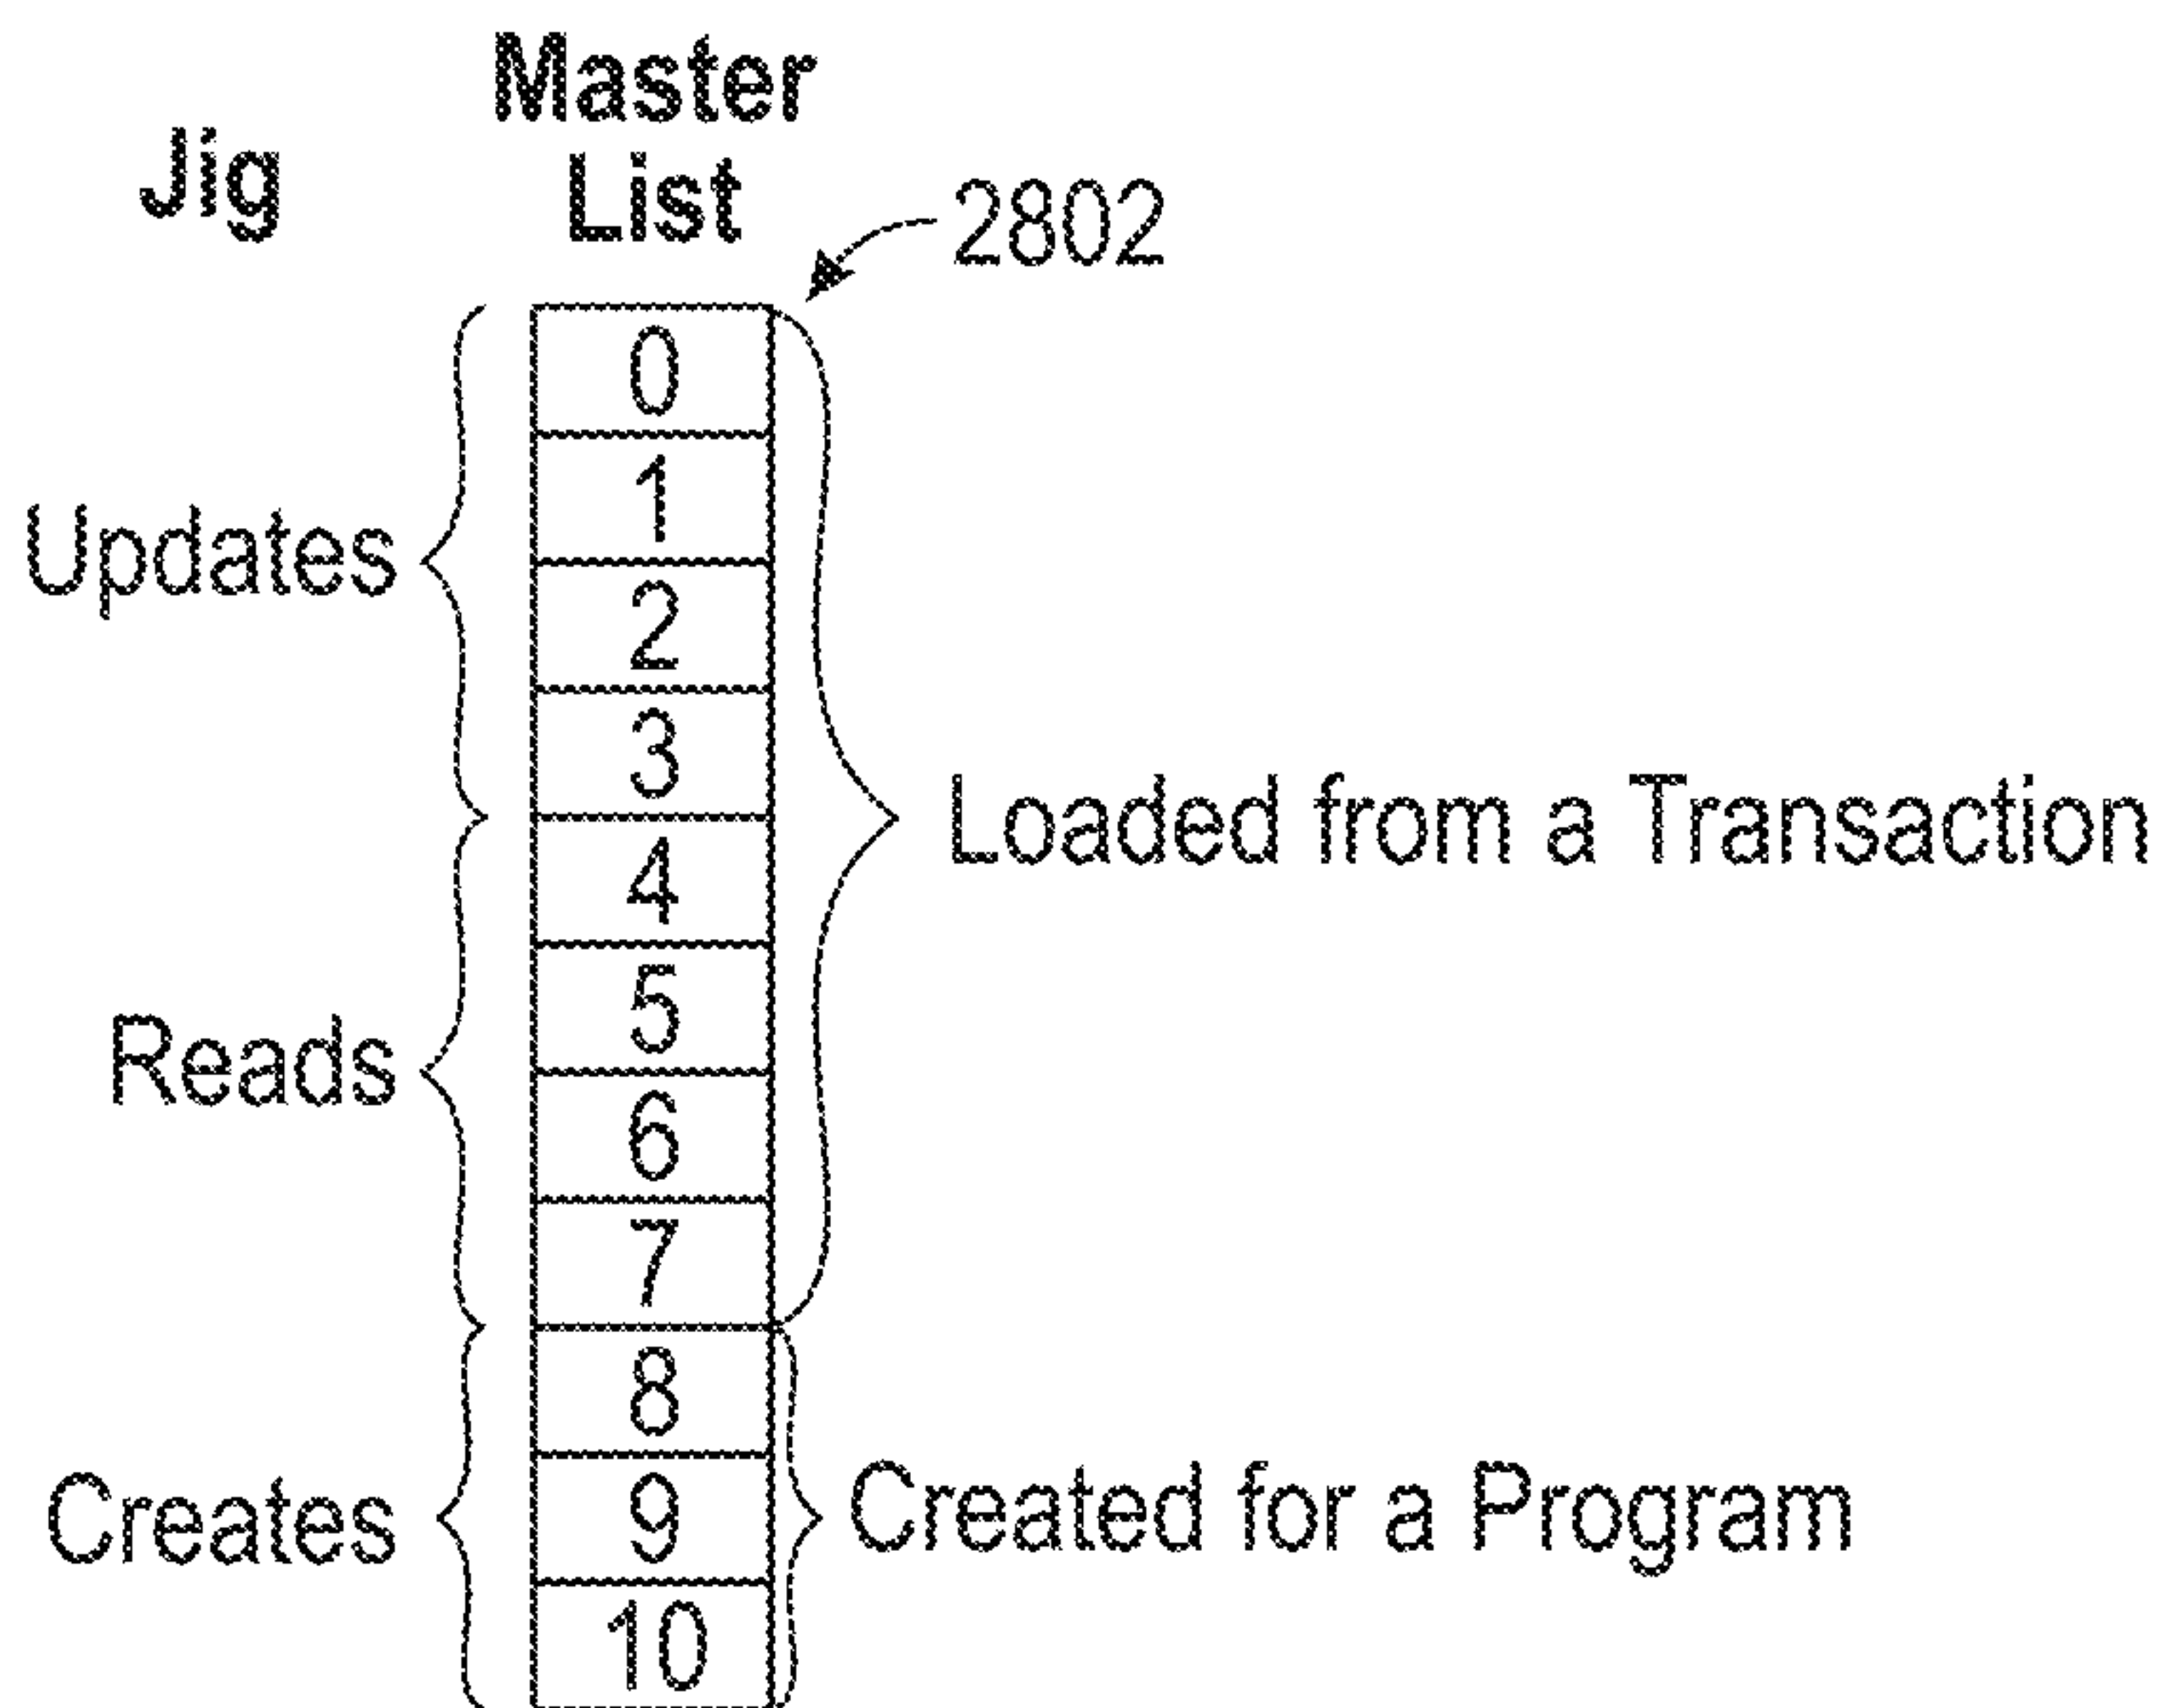 Master
Jig
List
2802
0
1
Updates
2
3
Loaded from a Transaction
4
5
Reads
6
7
8
Creates
9
Created for a Program
10